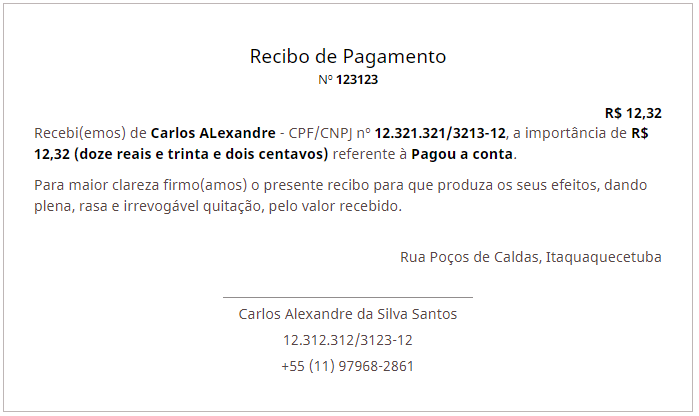 Recibo de Pagamento
Nº 123123
R$ 12,32
Recebi(emos) de Carlos ALexandre - CPF/CNPJ nº 12.321.321/3213-12, a importância de R$
12,32 (doze reais e trinta e dois centavos) referente à Pagou a conta.
Para maior clareza firmo(amos) o presente recibo para que produza os seus efeitos, dando
plena, rasa e irrevogável quitação, pelo valor recebido.
Rua Poços de Caldas, Itaquaquecetuba
Carlos Alexandre da Silva Santos
12.312.312/3123-12
+55 (11) 97968-2861